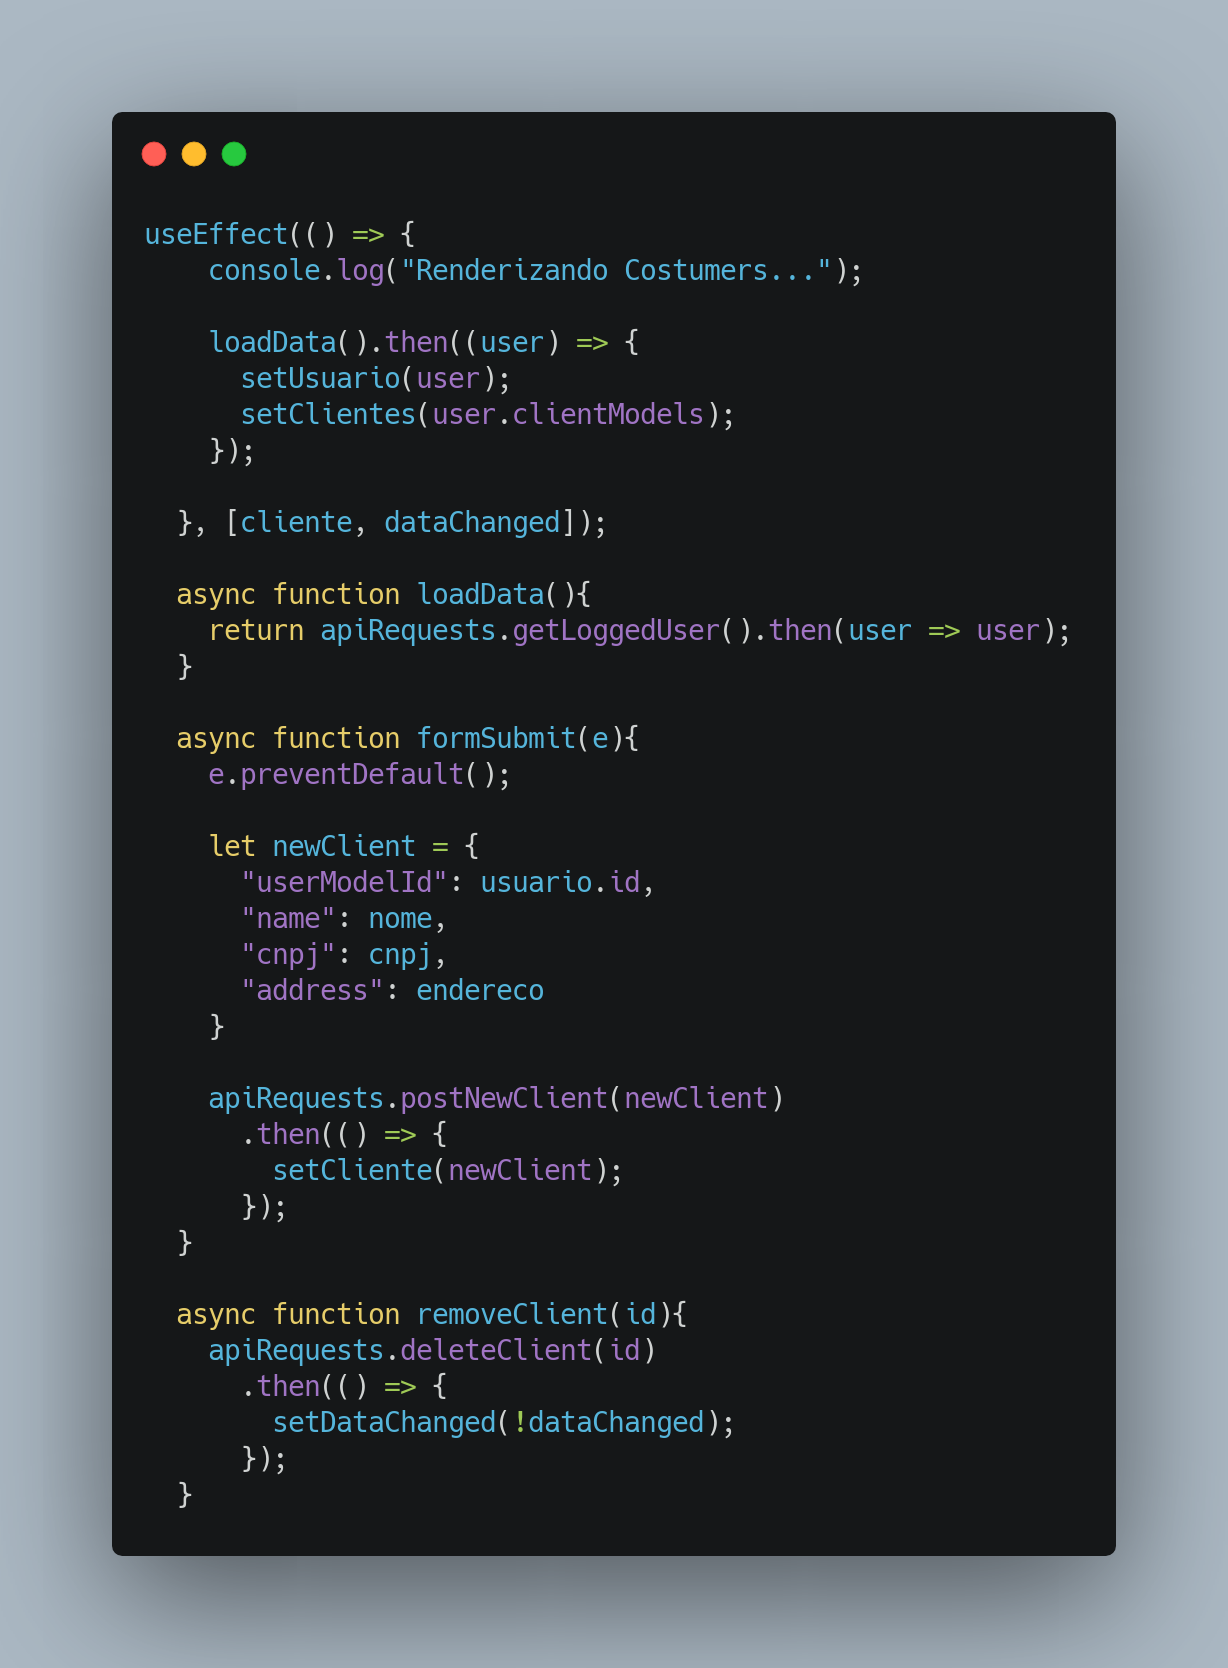 useEffect(() => {
    console.log("Renderizando Costumers...");

    loadData().then((user) => {
      setUsuario(user);
      setClientes(user.clientModels);
    });

  }, [cliente, dataChanged]);

  async function loadData(){
    return apiRequests.getLoggedUser().then(user => user);
  }

  async function formSubmit(e){
    e.preventDefault();

    let newClient = {
      "userModelId": usuario.id,
      "name": nome,
      "cnpj": cnpj,
      "address": endereco
    }

    apiRequests.postNewClient(newClient)
      .then(() => {
        setCliente(newClient);
      });
  }

  async function removeClient(id){
    apiRequests.deleteClient(id)
      .then(() => {
        setDataChanged(!dataChanged);
      });
  }